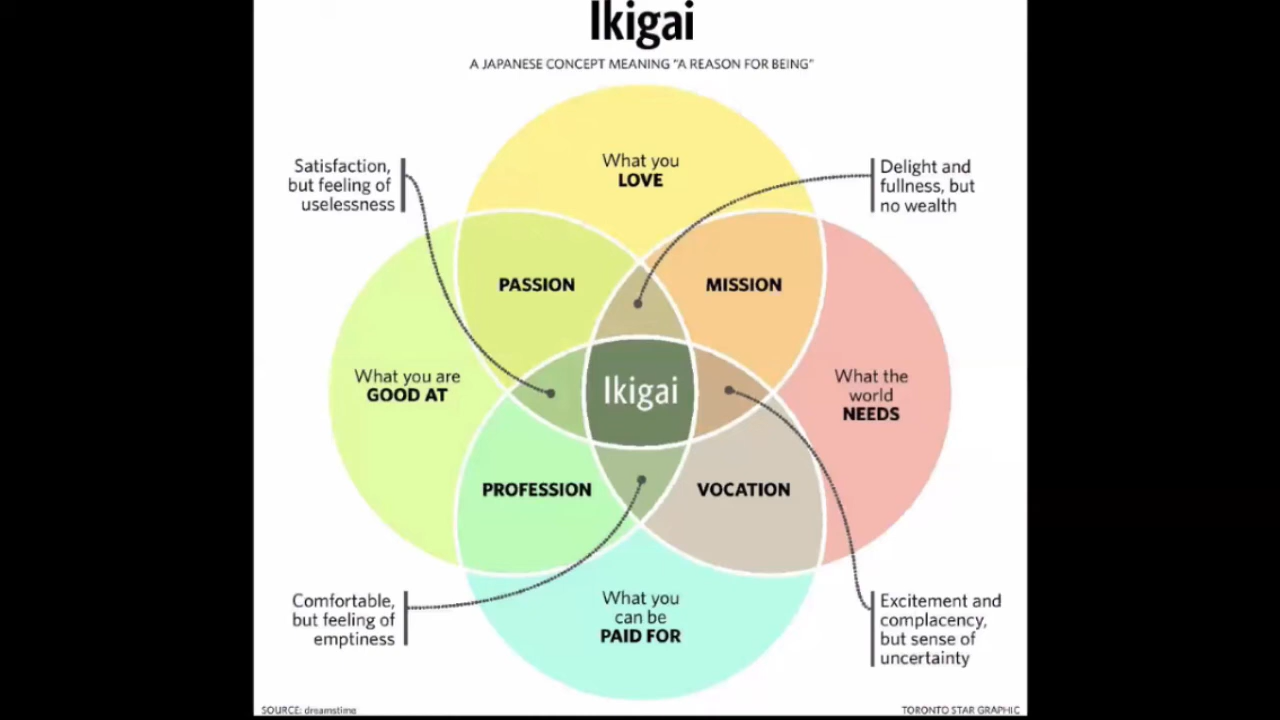 Ikigai
A JAPANESE CONCEPT MEANING "A REASON FOR BEING"
What you
LOVE
Satisfaction,
but feeling of
uselessness
Delight and
fullness, but
no wealth
PASSION
MISSION
What you are
GOOD AT
Ikigai
What the
world
NEEDS
PROFESSION
VOCATION
What you
can be
PAID FOR
Comfortable,
but feeling of
emptiness
Excitement and
complacency,
but sense of
uncertainty
SOURCE: dreamstime
TORONTO STAR GRAPHIC